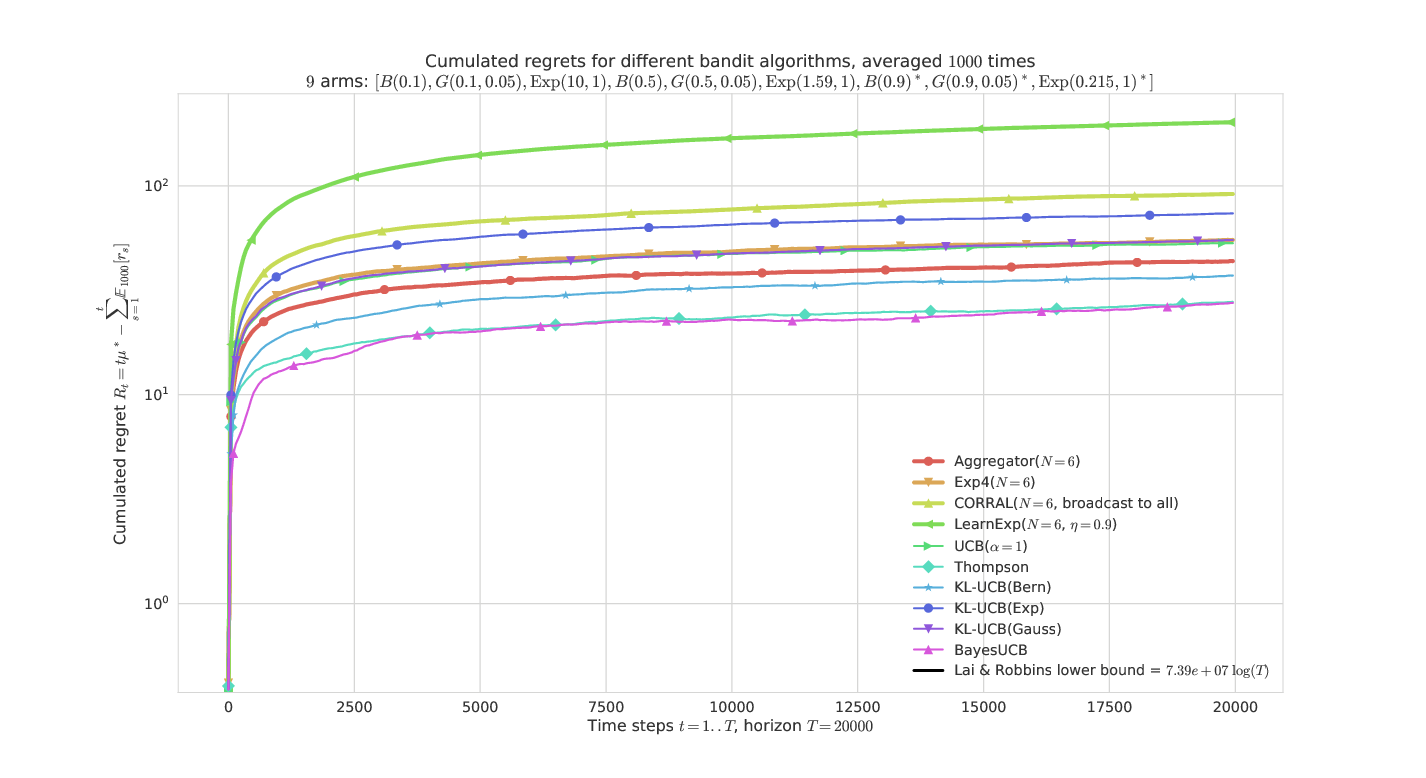 Cumulated regrets for different bandit algorithms, averaged 1000 times
9 arms: [B(0.1), G(0.1, 0.05), Exp(10, 1), B(0.5), G(0.5, 0.05), Exp(1.59, 1), B(0.9)*, G(0.9, 0.05)*, Exp(0.215, 1)*]
Cumulated regret R_t = tμ* − ∑_{s=1}^{t} 𝔼_{1000}[r_s]
10²
10¹
10⁰
Aggregator(N = 6)
Exp4(N = 6)
CORRAL(N = 6, broadcast to all)
LearnExp(N = 6, η = 0.9)
UCB(α = 1)
Thompson
KL-UCB(Bern)
KL-UCB(Exp)
KL-UCB(Gauss)
BayesUCB
Lai & Robbins lower bound = 7.39e + 07 log(T)
0 2500 5000 7500 10000 12500 15000 17500 20000
Time steps t = 1..T, horizon T = 20000